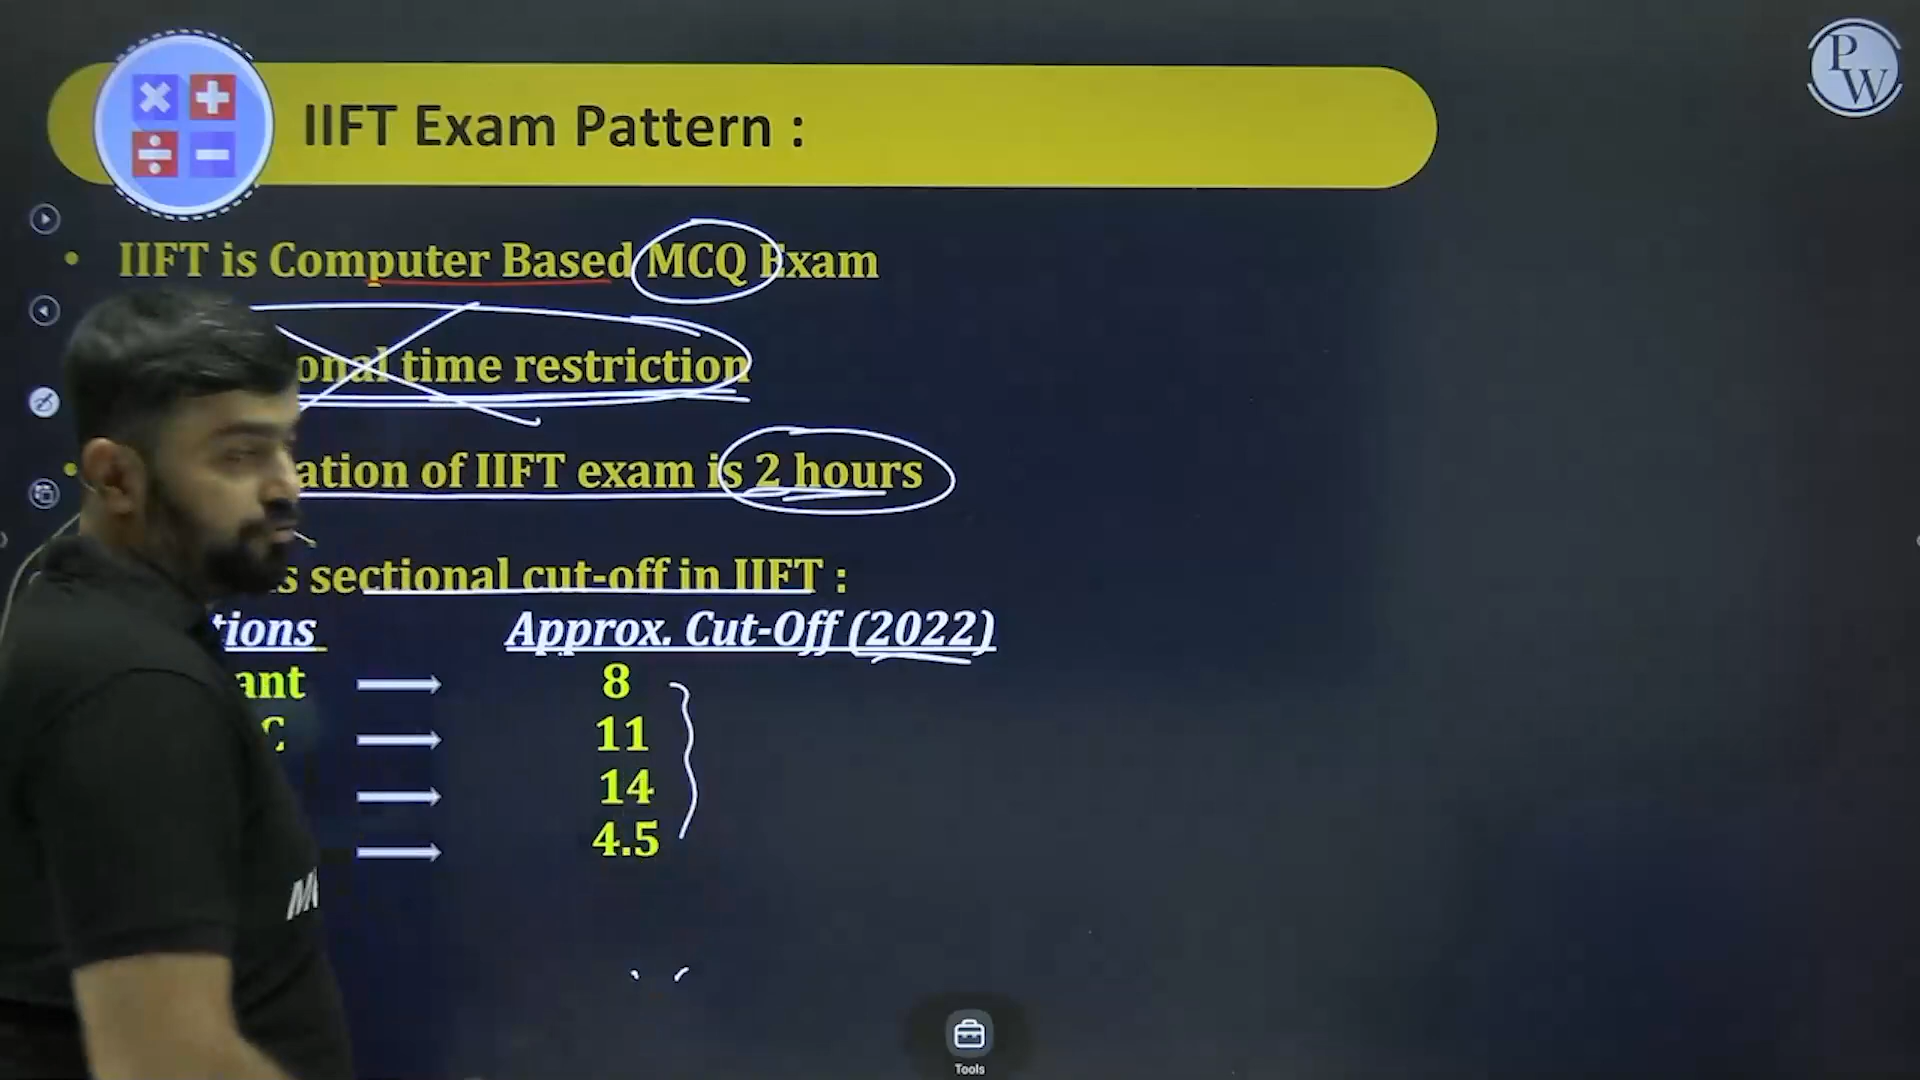 IIFT Exam Pattern :
PW
• IIFT is Computer Based MCQ Exam
onal time restriction
• ation of IIFT exam is 2 hours
s sectional cut-off in IIFT :
tions Approx. Cut-Off (2022)
ant 8
C 11
14
4.5
Tools